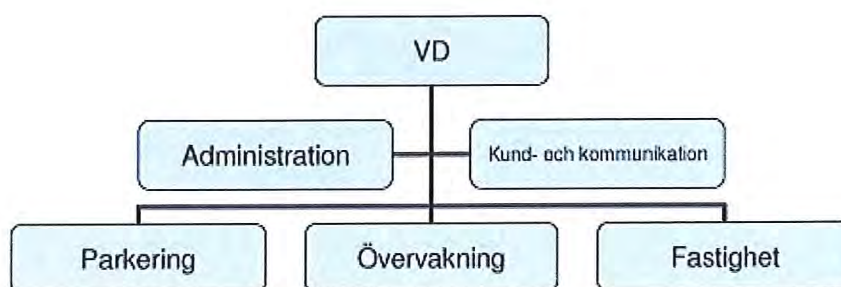 VD
Administration
Kund- och kommunikation
Parkering
Övervakning
Fastighet